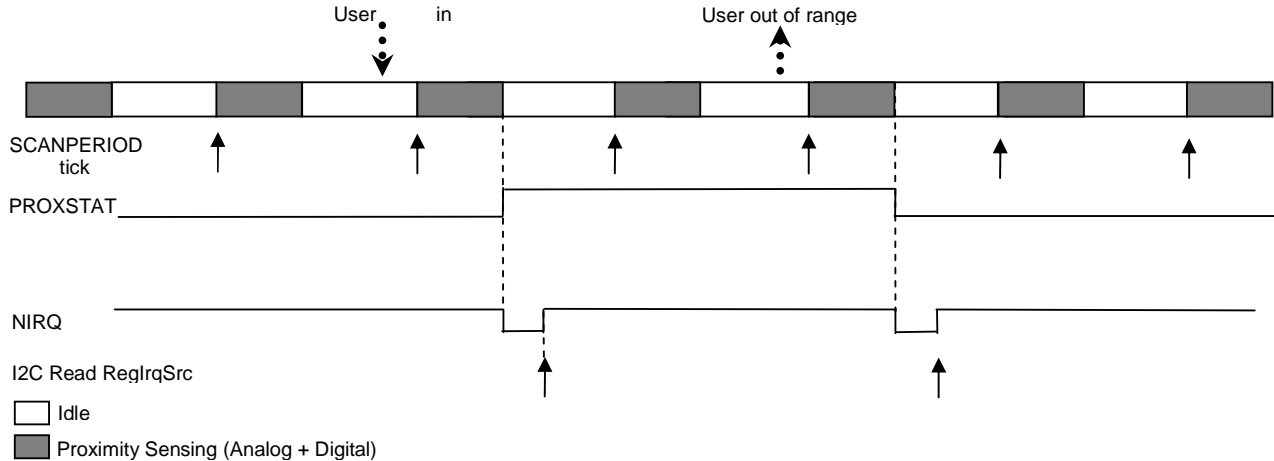 User in
User out of range
SCANPERIOD
tick
PROXSTAT
NIRQ
I2C Read RegIrqSrc
Idle
Proximity Sensing (Analog + Digital)